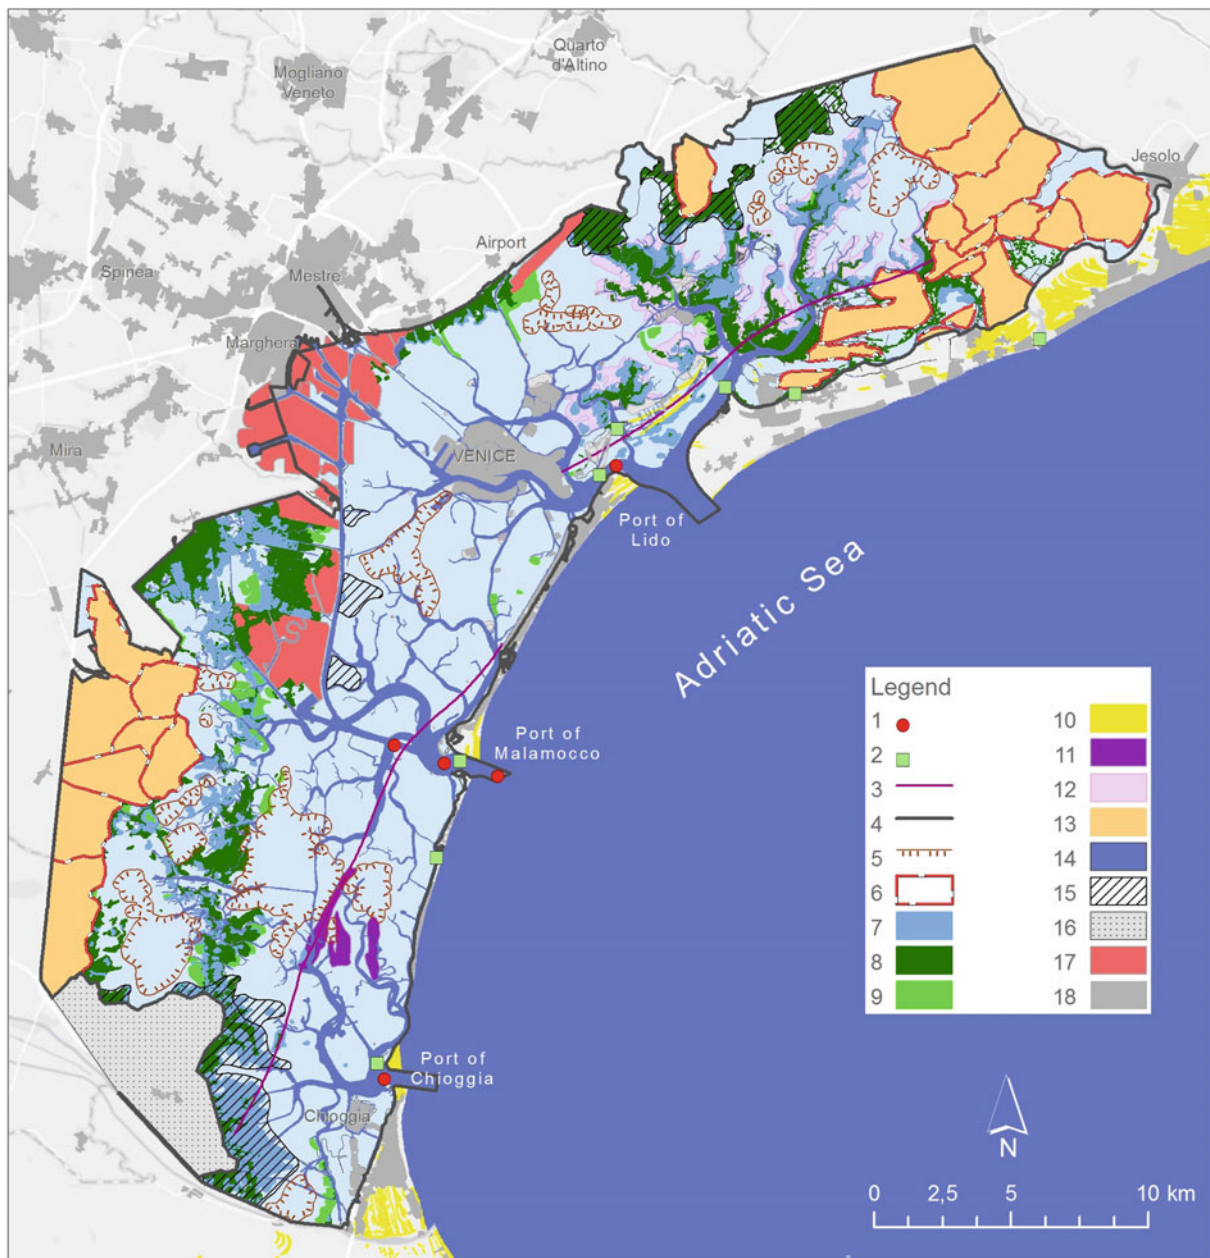 Quarto
d'Altino
Mogliano
Veneto
Jesolo
Airport
Spinea
Mestre
Marghera
Mira
VENICE
Port of
Lido
Adriatic Sea
Port of
Malamocco
Port of
Chioggia
Chioggia
Legend
1
2
3
4
5
6
7
8
9
10
11
12
13
14
15
16
17
18
N
0 2,5 5 10 km